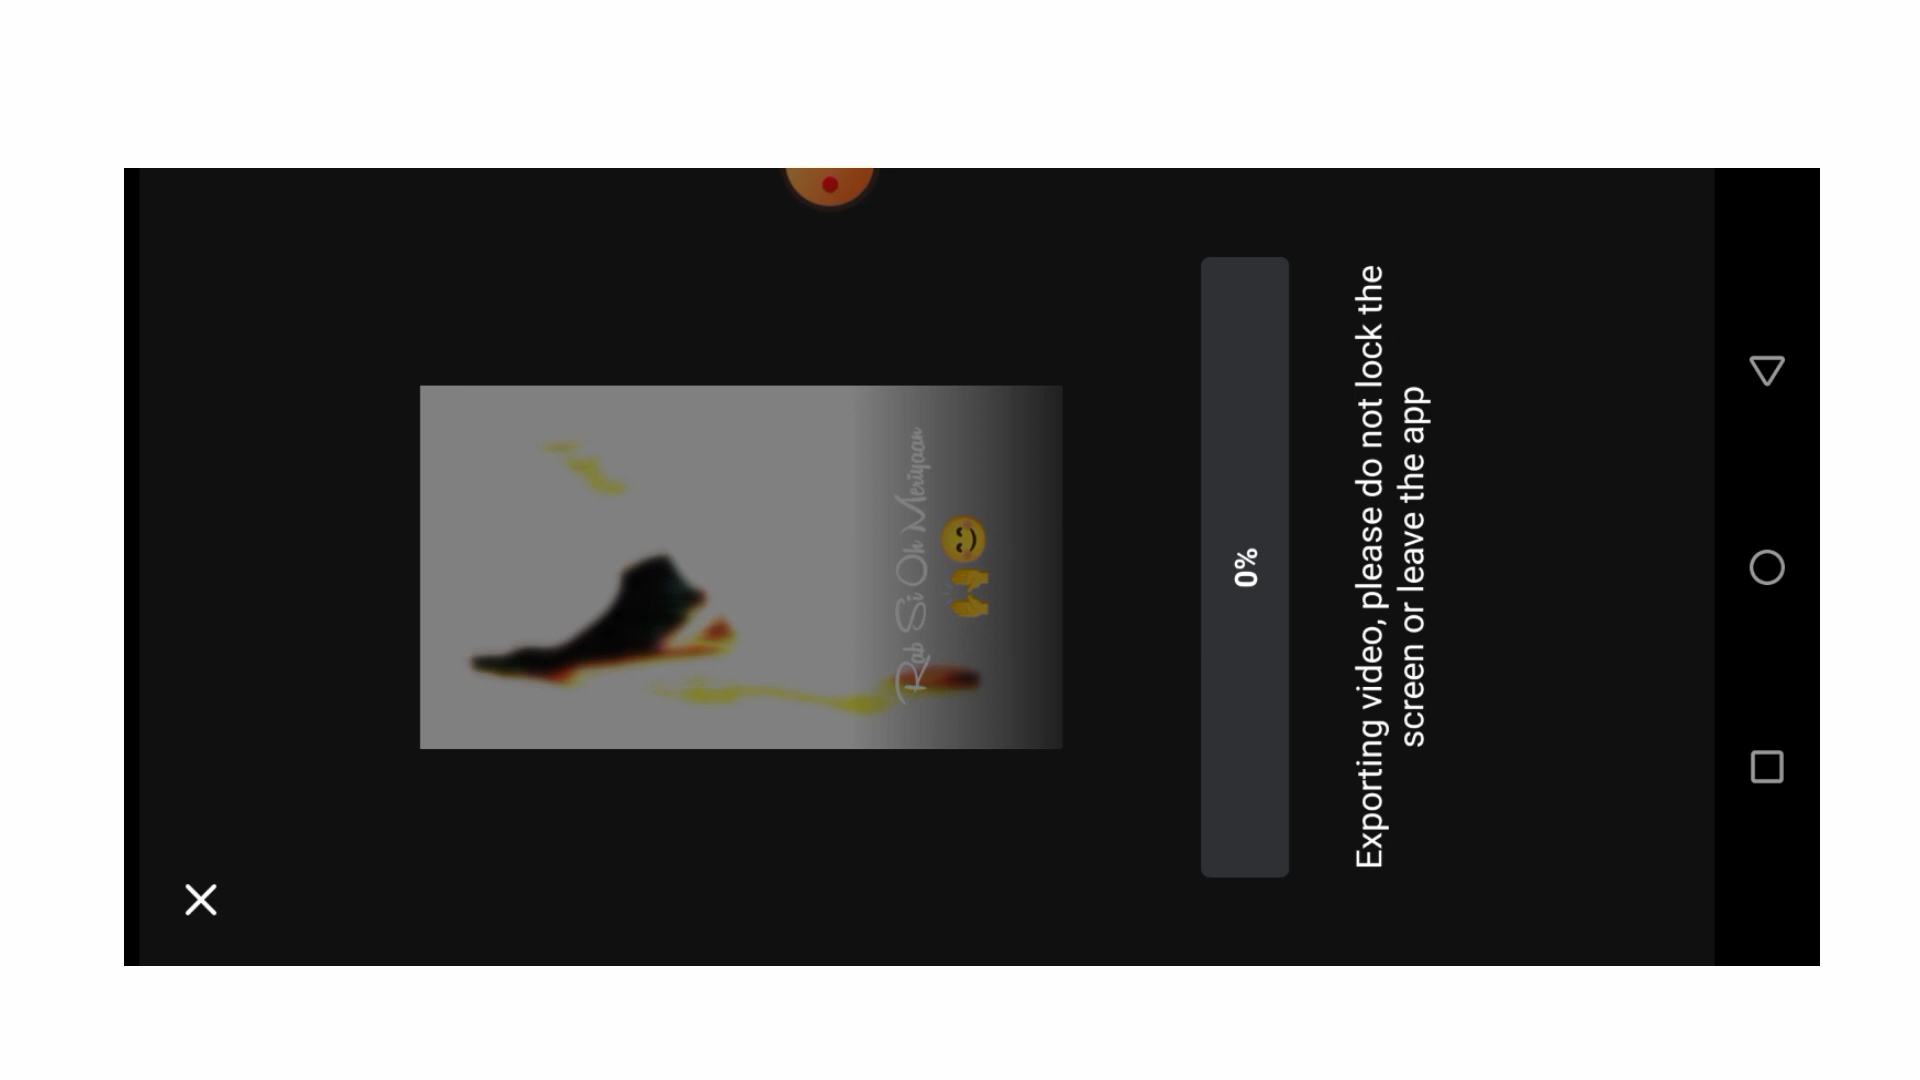 Rab Si Oh Meriyaan
0%
Exporting video, please do not lock the
screen or leave the app